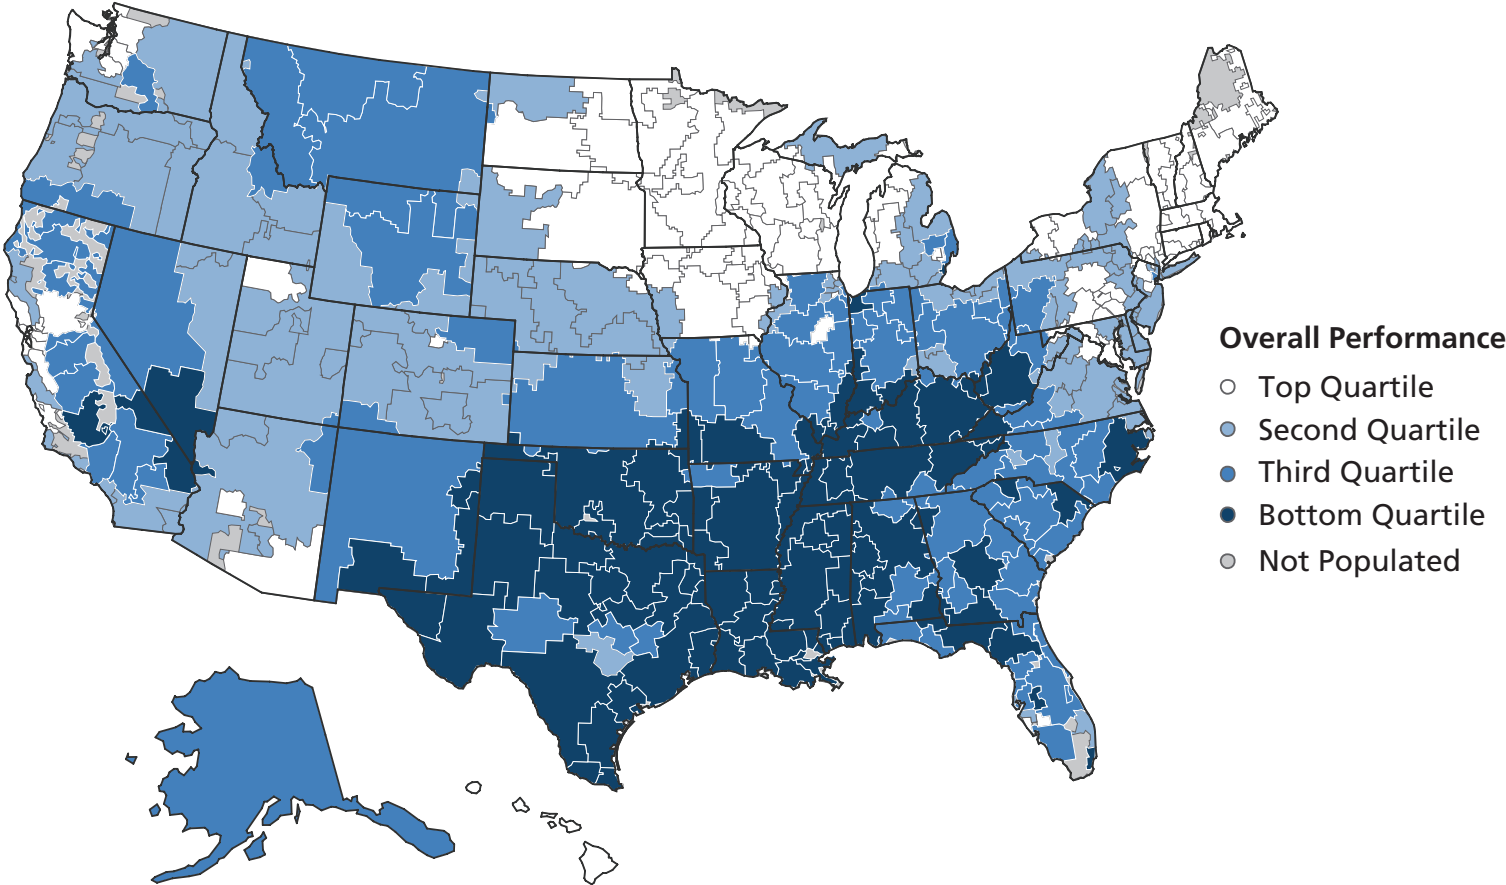 Overall Performance
Top Quartile
Second Quartile
Third Quartile
Bottom Quartile
Not Populated